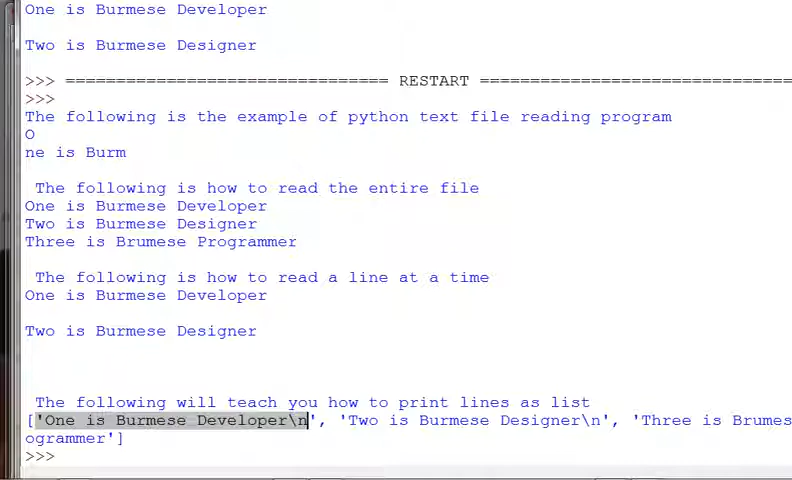 One is Burmese Developer
Two is Burmese Designer
>>> ================================ RESTART ===============================
>>>
The following is the example of python text file reading program
O
ne is Burm
The following is how to read the entire file
One is Burmese Developer
Two is Burmese Designer
Three is Brumese Programmer
The following is how to read a line at a time
One is Burmese Developer
Two is Burmese Designer
The following will teach you how to print lines as list
['One is Burmese Developer\n', 'Two is Burmese Designer\n', 'Three is Brumes
ogrammer']
>>>